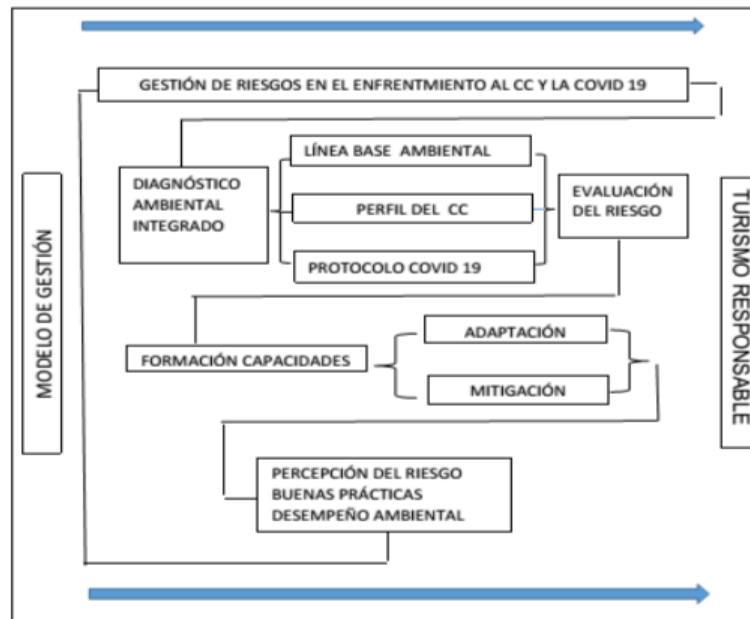 GESTIÓN DE RIESGOS EN EL ENFRENTMIENTO AL CC Y LA COVID 19
MODELO DE GESTIÓN
DIAGNÓSTICO
AMBIENTAL
INTEGRADO
LÍNEA BASE AMBIENTAL
PERFIL DEL CC
PROTOCOLO COVID 19
EVALUACIÓN
DEL RIESGO
TURISMO RESPONSABLE
FORMACIÓN CAPACIDADES
ADAPTACIÓN
MITIGACIÓN
PERCEPCIÓN DEL RIESGO
BUENAS PRÁCTICAS
DESEMPEÑO AMBIENTAL